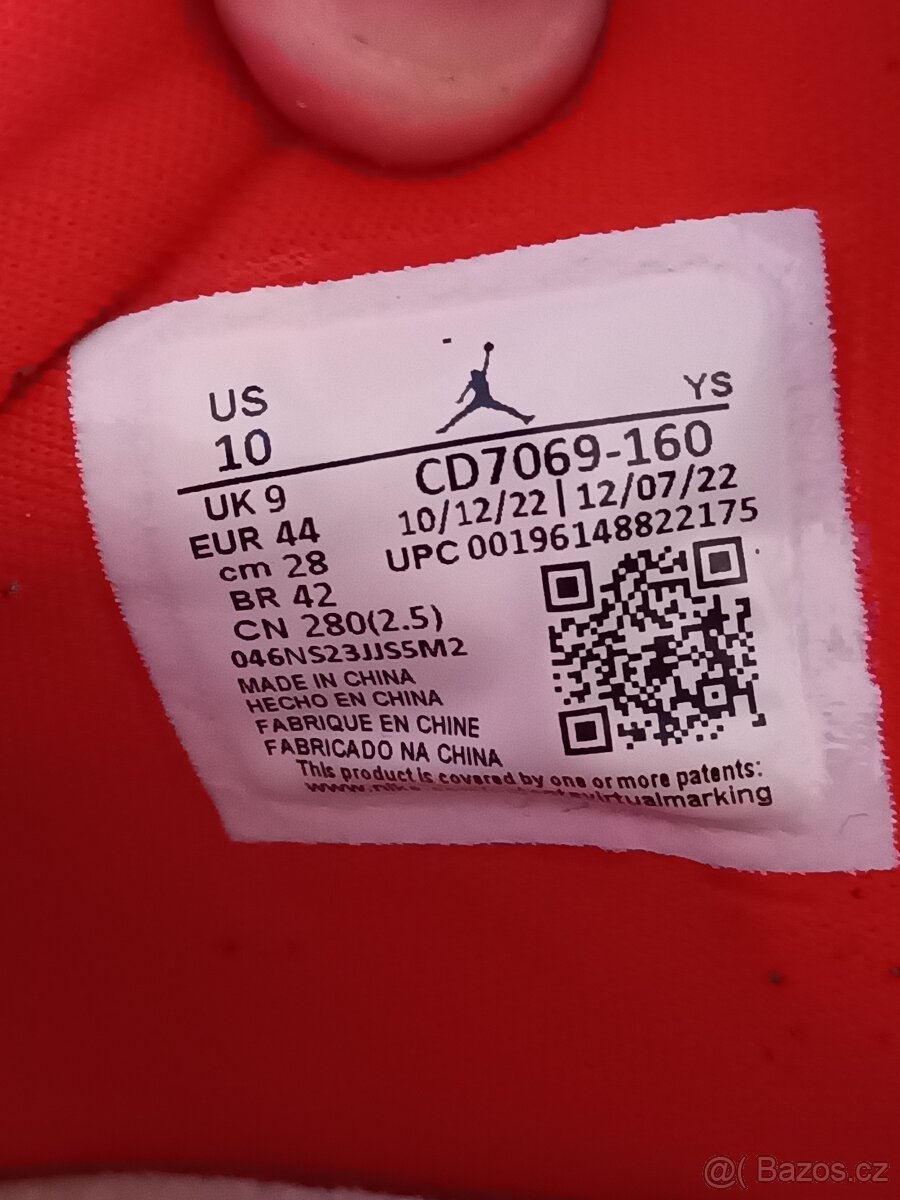 US
10
YS
CD7069-160
10/12/22 | 12/07/22
UPC 00196148822175
UK 9
EUR 44
cm 28
BR 42
CN 280(2.5)
046NS23JJS5M2
MADE IN CHINA
HECHO EN CHINA
FABRIQUE EN CHINE
FABRICADO NA CHINA
This product is covered by one or more patents:
@( Bazos.cz